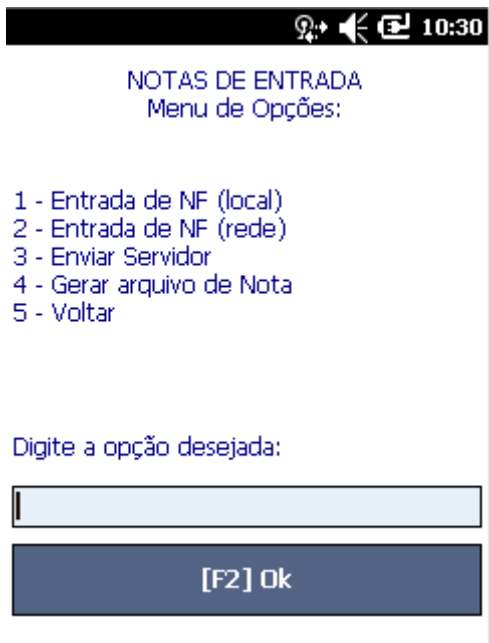 10:30
NOTAS DE ENTRADA
Menu de Opções:
1 - Entrada de NF (local)
2 - Entrada de NF (rede)
3 - Enviar Servidor
4 - Gerar arquivo de Nota
5 - Voltar
Digite a opção desejada:
[F2] Ok